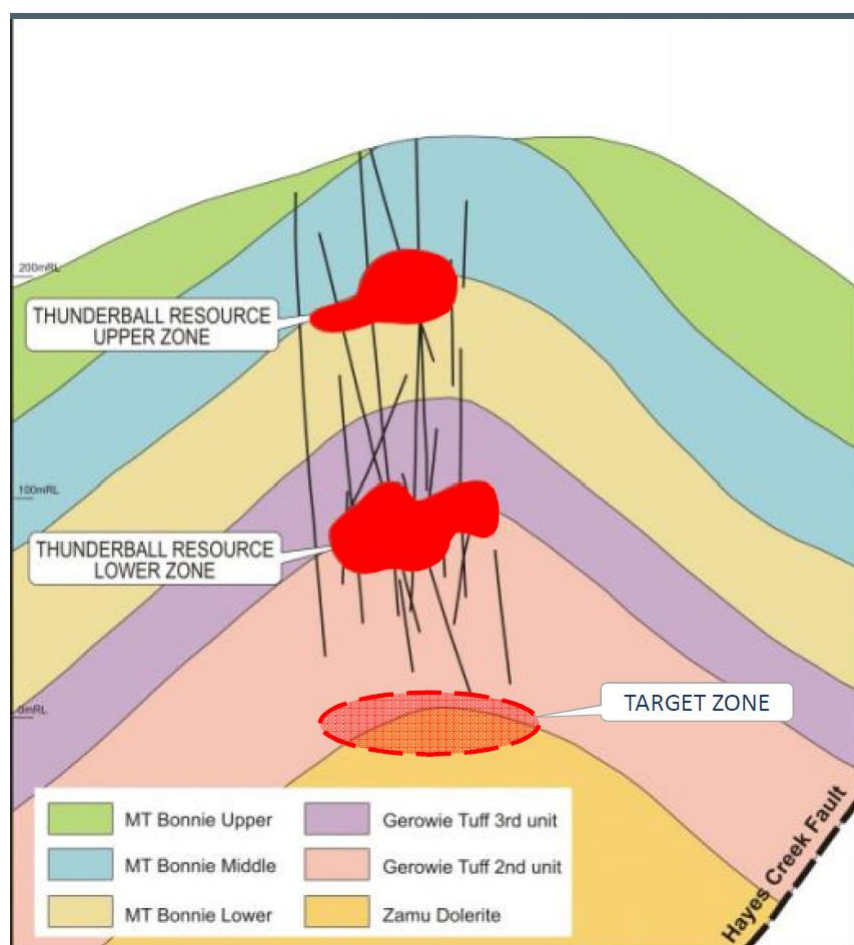 200mRL
THUNDERBALL RESOURCE
UPPER ZONE
100mRL
THUNDERBALL RESOURCE
LOWER ZONE
0mRL
TARGET ZONE
MT Bonnie Upper
Gerowie Tuff 3rd unit
MT Bonnie Middle
Gerowie Tuff 2nd unit
MT Bonnie Lower
Zamu Dolerite
Hayes Creek Fault